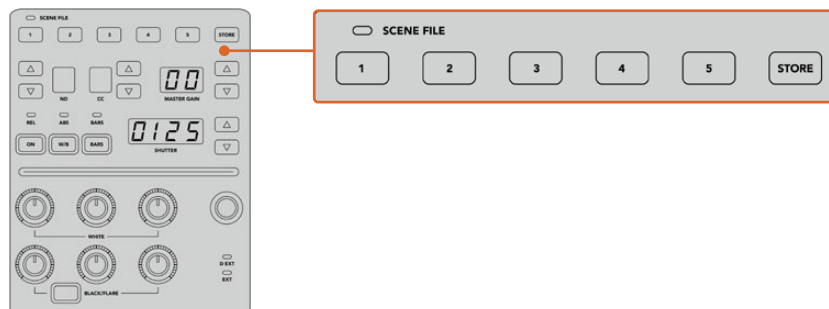 SCENE FILE
1 2 3 4 5 STORE
ND CC 00 MASTER GAIN
REL. ABS BARS
ON W/B BARS
0125
SHUTTER
WHITE
D EXT
EXT
BLACK/FLARE
SCENE FILE
1 2 3 4 5 STORE